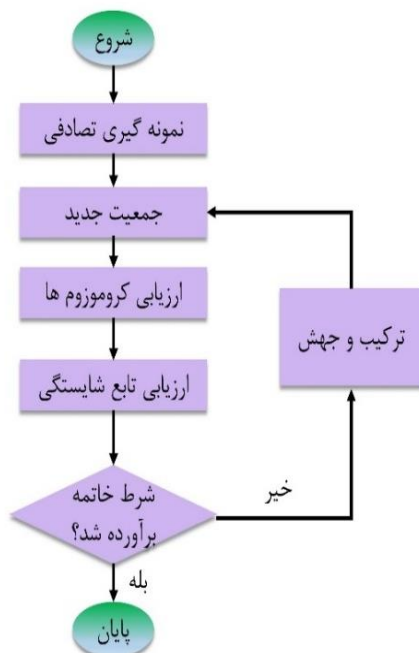 شروع
نمونه گیری تصادفی
جمعیت جدید
ارزیابی کروموزوم ها
ترکیب و جهش
ارزیابی تابع شایستگی
شرط خاتمه
برآورده شد؟
خیر
بله
پایان